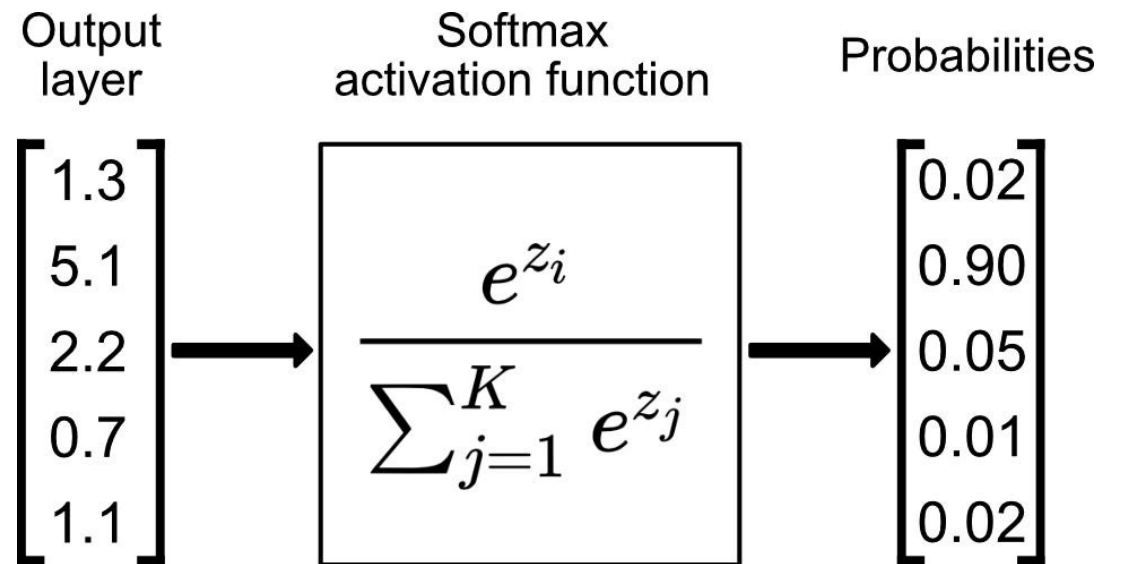 Output
layer
Softmax
activation function
Probabilities
1.3
5.1
2.2
0.7
1.1
e^{z_i}
∑_{j=1}^{K} e^{z_j}
0.02
0.90
0.05
0.01
0.02